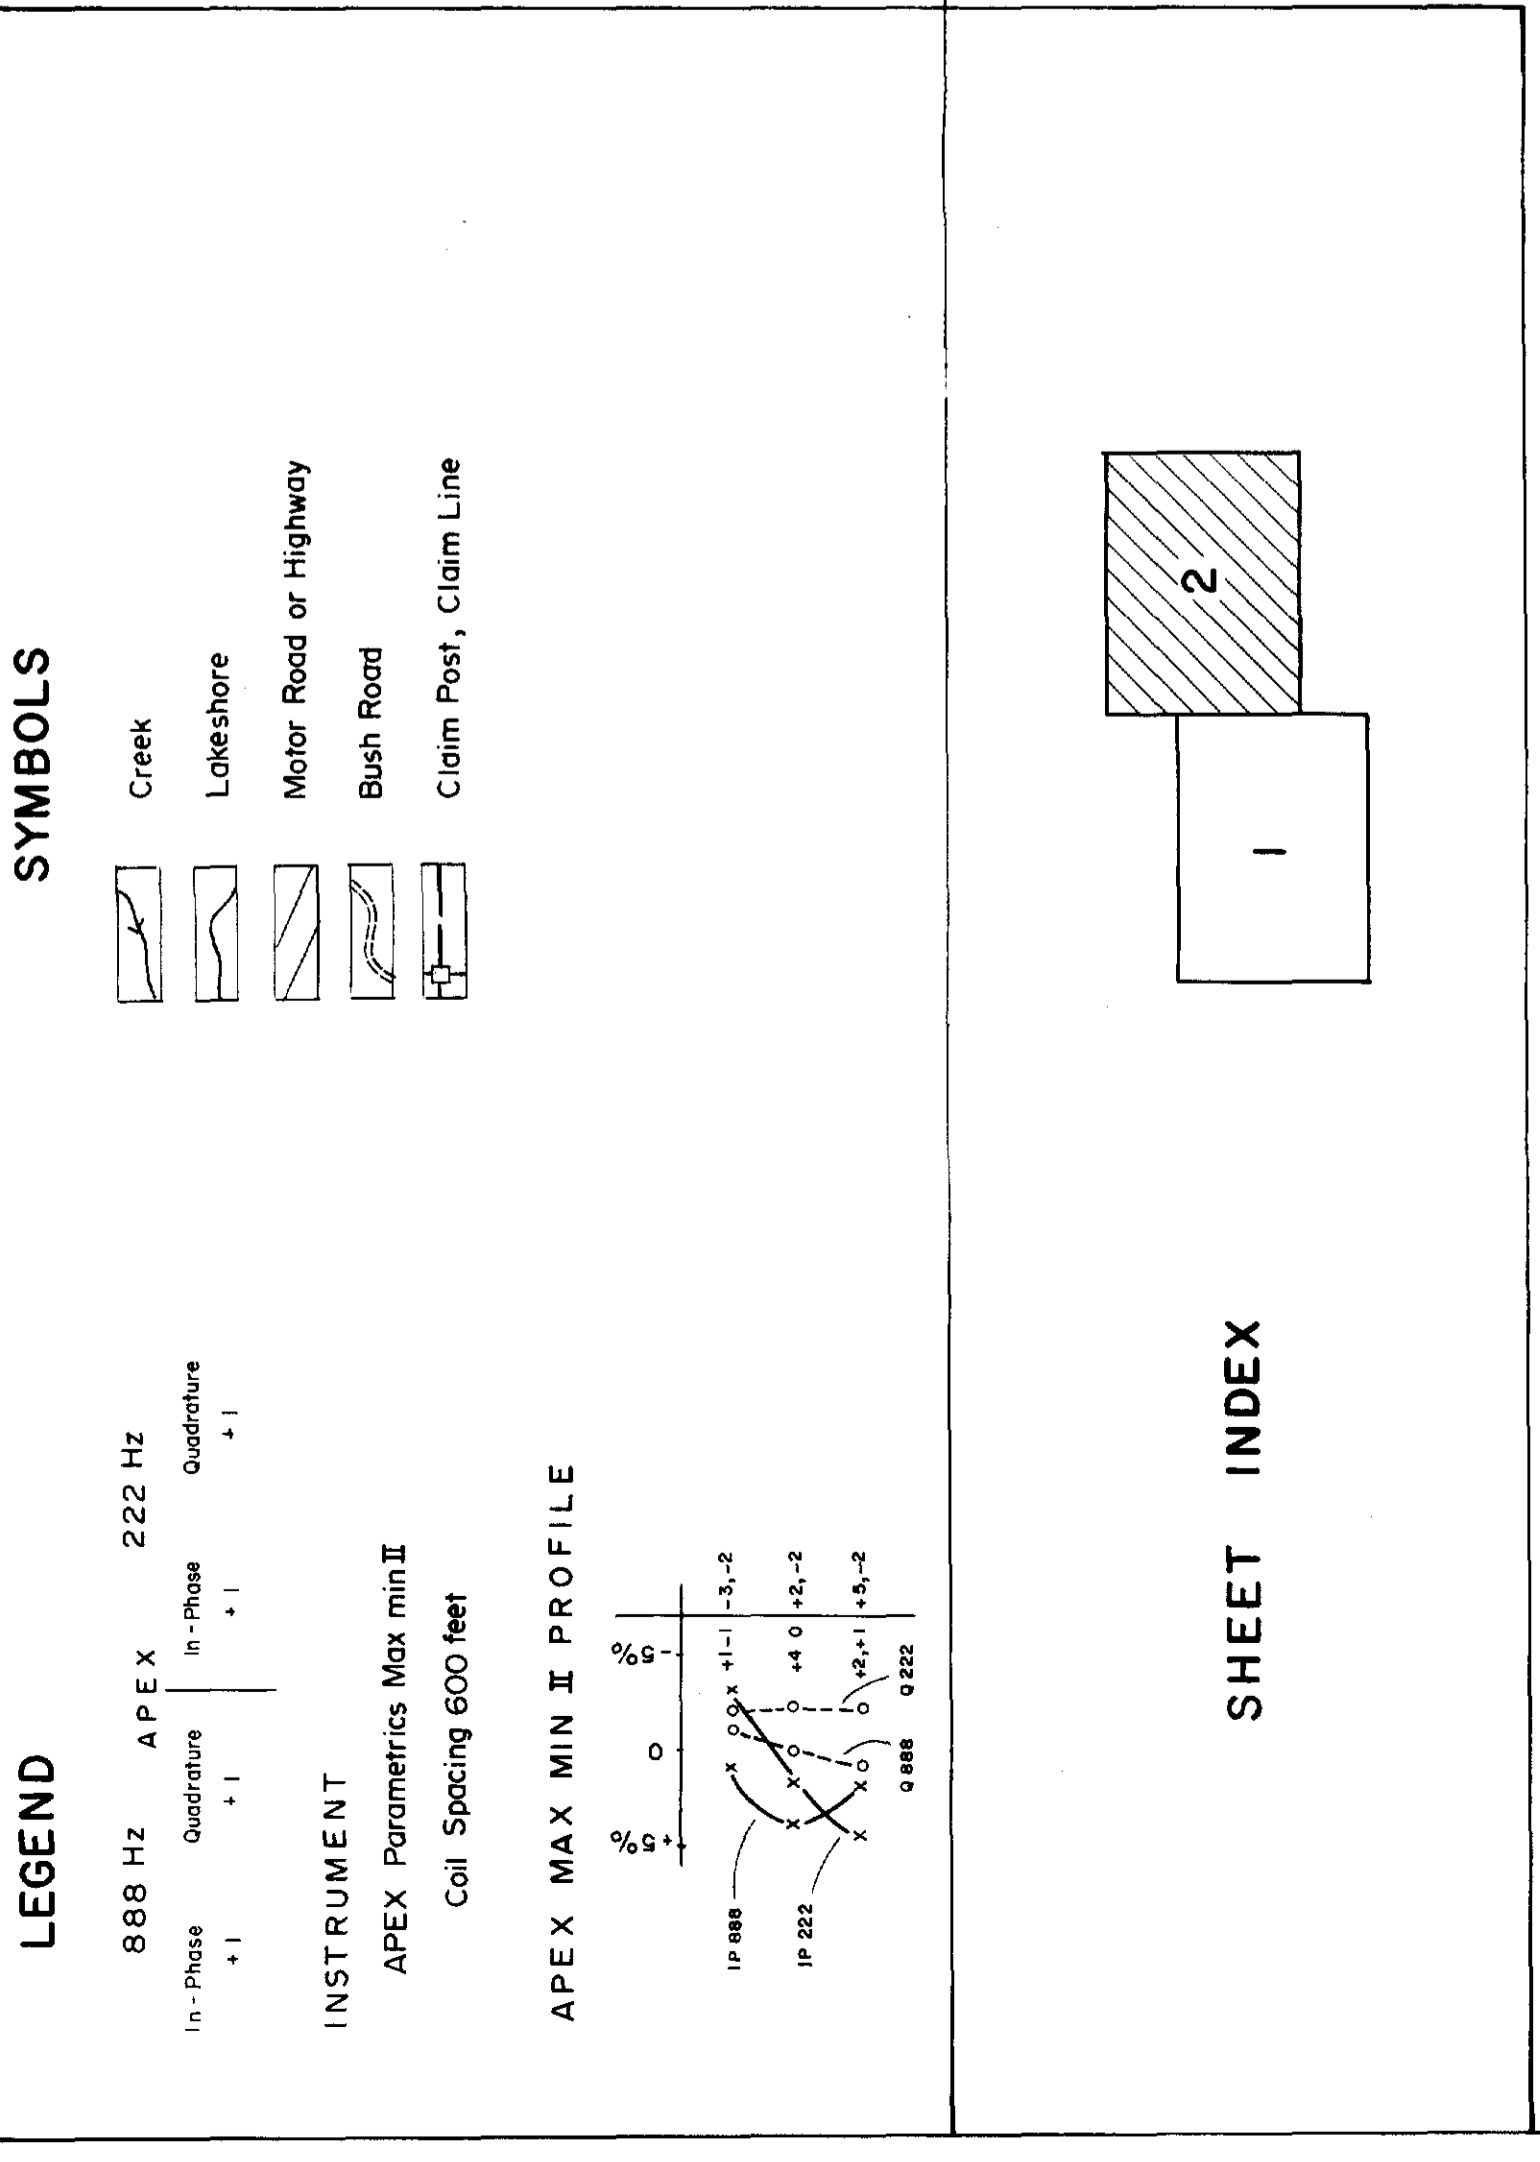 LEGEND
888 Hz APEX 222 Hz
In-Phase Quadrature In-Phase Quadrature
+1 +1 +1 +1
INSTRUMENT
APEX Parametrics Max min II
Coil Spacing 600 feet
APEX MAX MIN II PROFILE
+5% 0 -5%
IP 888
+1-1 -3,-2
IP 222
+4 0 +2,-2
+2,+1 +5,-2
Q 888 Q 222
SYMBOLS
Creek
Lakeshore
Motor Road or Highway
Bush Road
Claim Post, Claim Line
SHEET INDEX
1
2